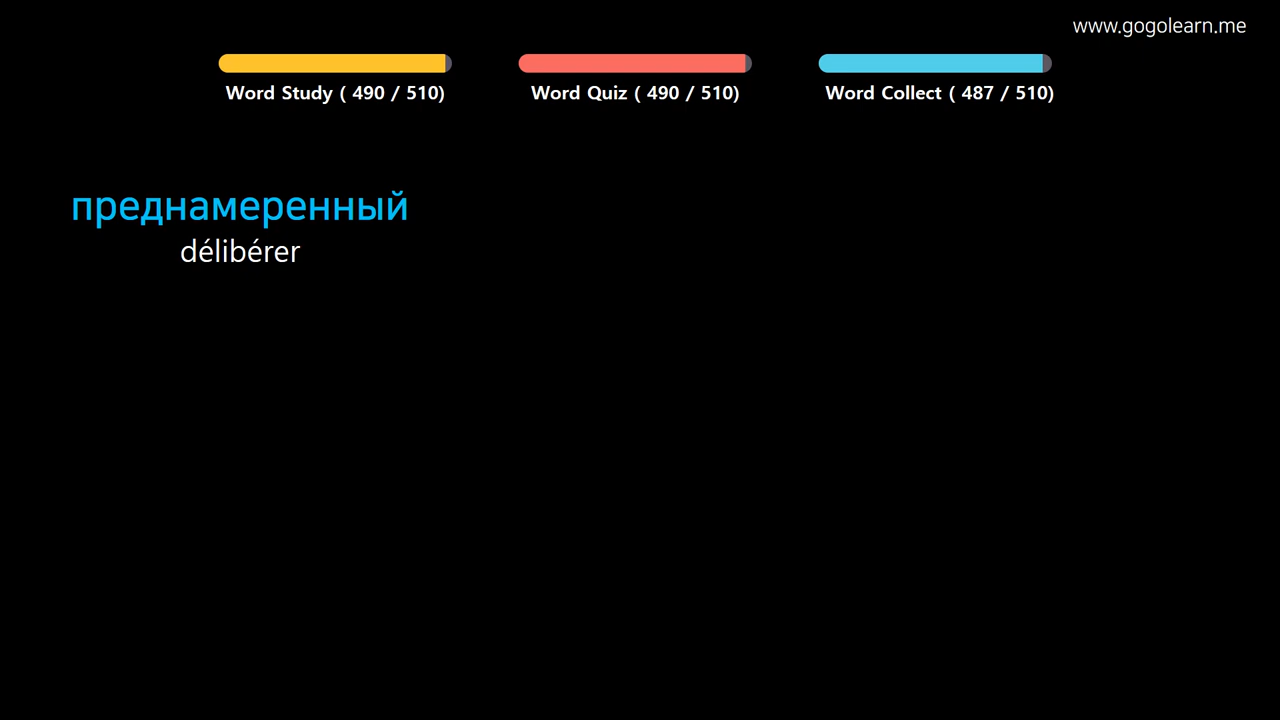 www.gogolearn.me
Word Study ( 490 / 510)
Word Quiz ( 490 / 510)
Word Collect ( 487 / 510)
преднамеренный
délibérer